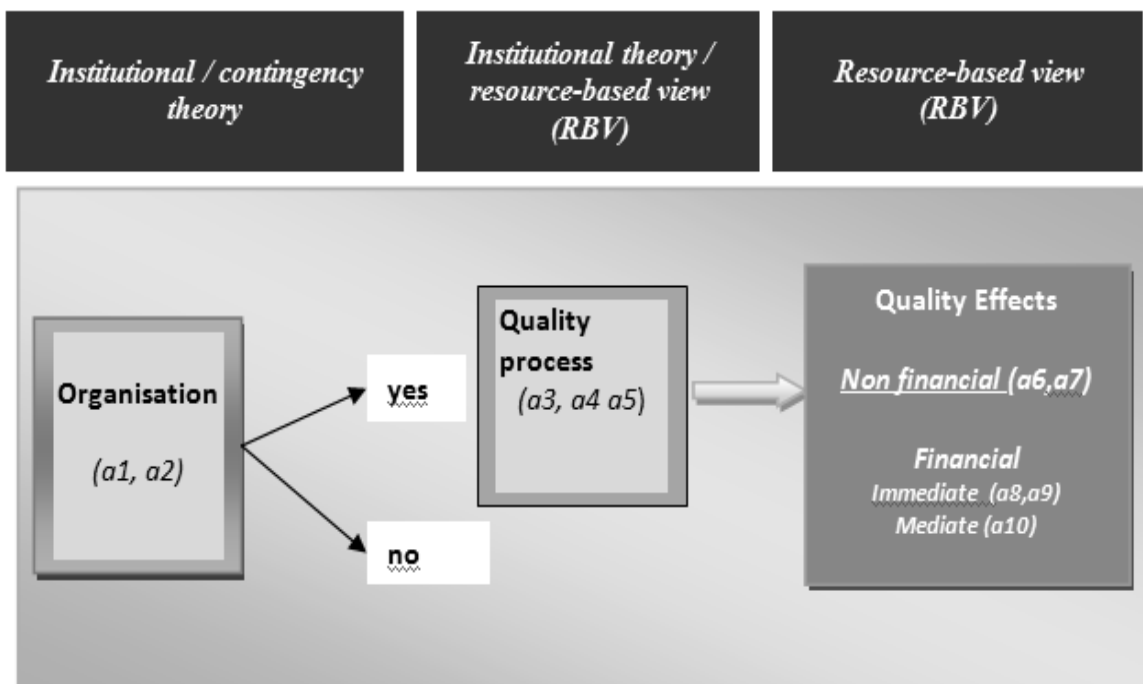 Institutional / contingency
theory
Institutional theory /
resource-based view
(RBV)
Resource-based view
(RBV)
Organisation
(a1, a2)
yes
no
Quality
process
(a3, a4 a5)
Quality Effects
Non financial (a6,a7)
Financial
Immediate (a8,a9)
Mediate (a10)